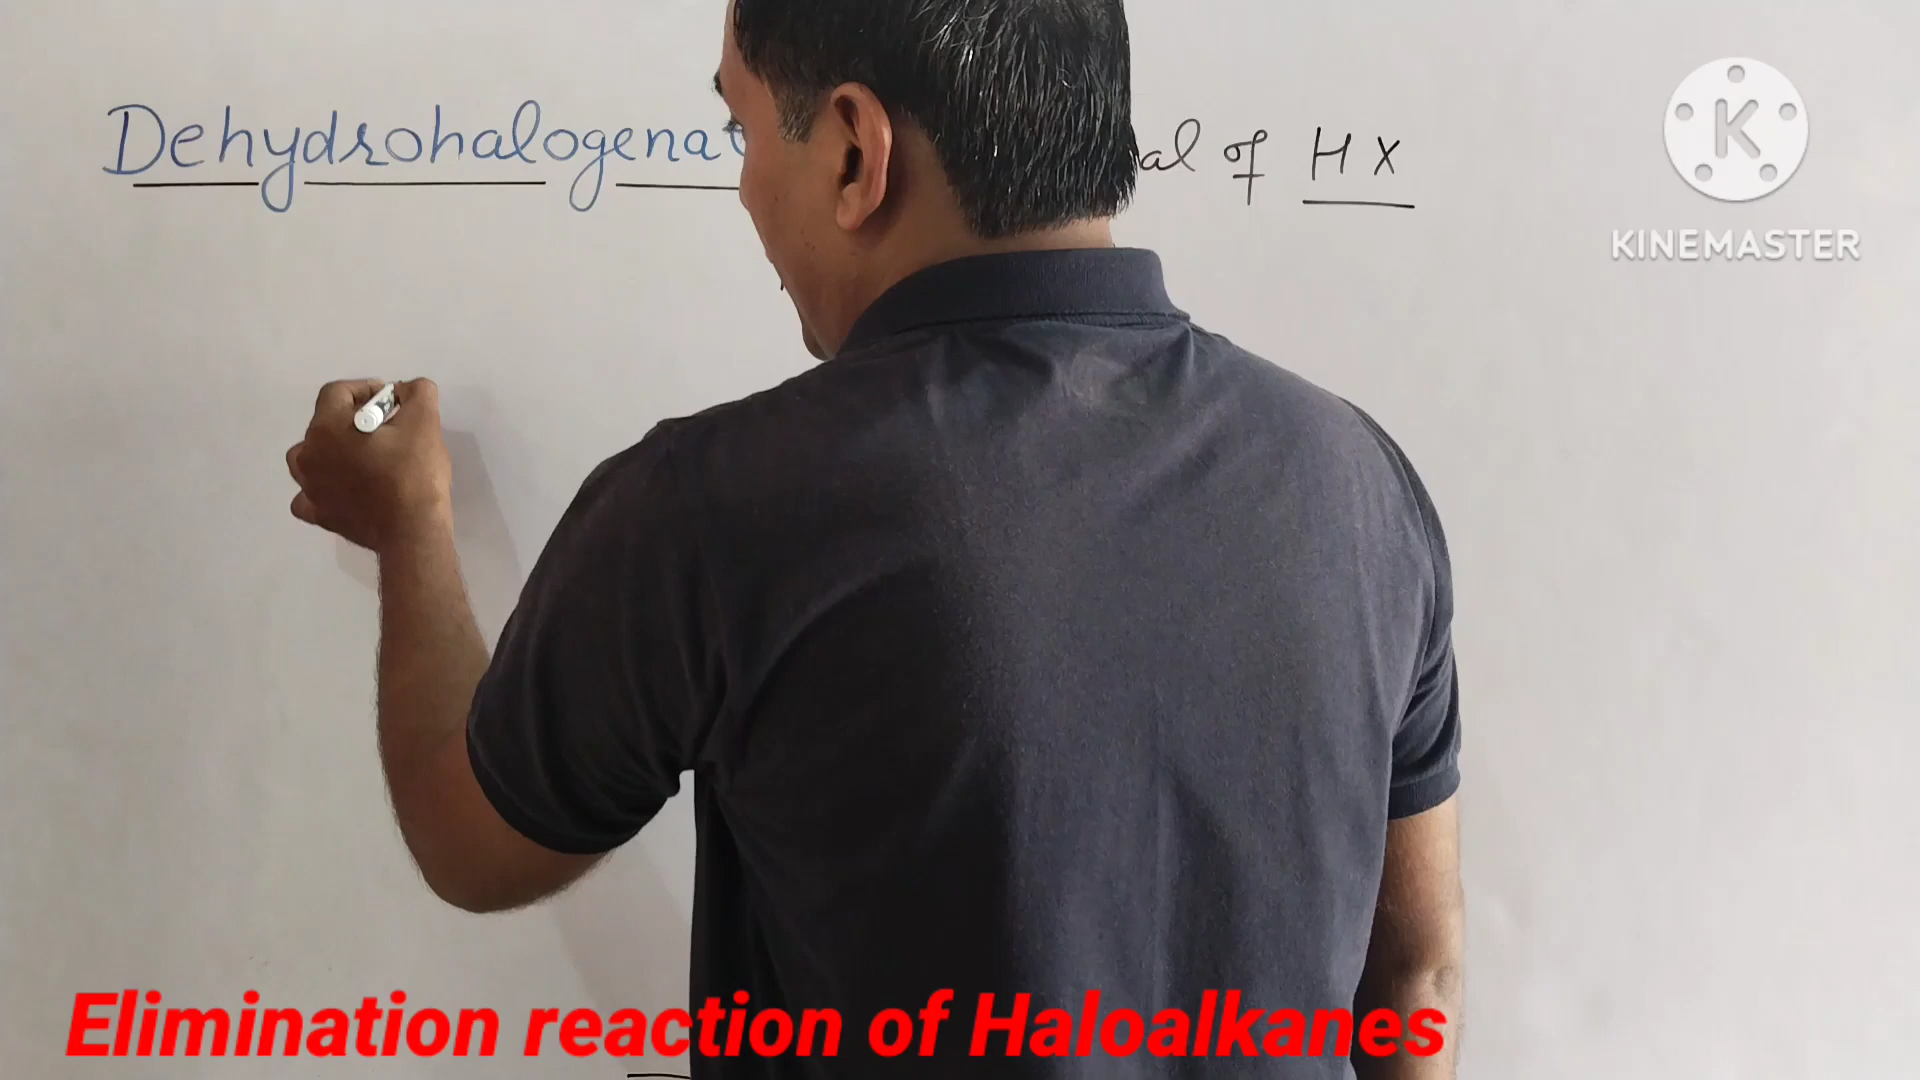 Dehydrohalogena al of HX
KINEMASTER
Elimination reaction of Haloalkanes